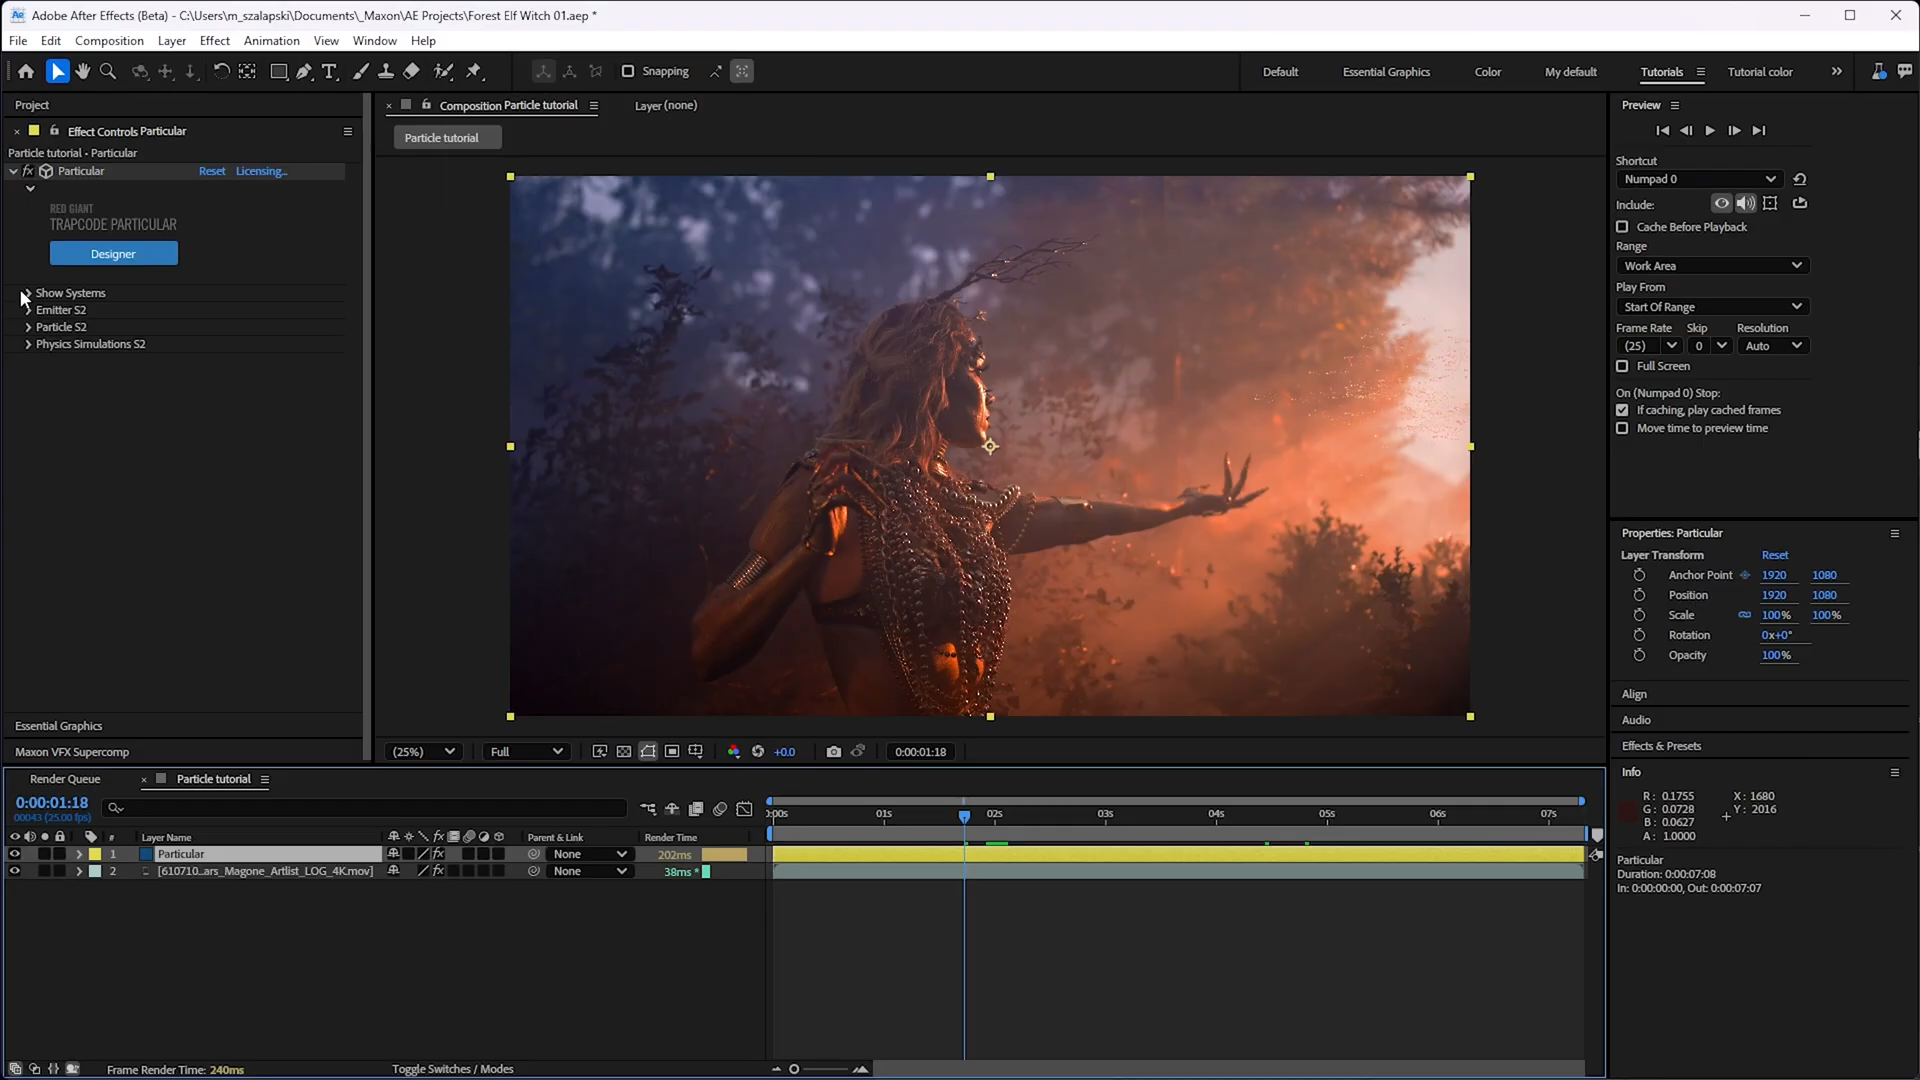 Adobe After Effects (Beta) - C:\Users\m_szalapski\Documents\_Maxon\AE Projects\Forest Elf Witch 01.aep *
File Edit Composition Layer Effect Animation View Window Help
Snapping
Default Essential Graphics Color My default Tutorials Tutorial color
Project
Effect Controls Particular
Particle tutorial - Particular
fx Particular Reset Licensing...
RED GIANT
TRAPCODE PARTICULAR
Designer
Show Systems
Emitter S2
Particle S2
Physics Simulations S2
Essential Graphics
Maxon VFX Supercomp
Composition Particle tutorial Layer (none)
Particle tutorial
(25%) Full +0.0 0:00:01:18
Preview
Shortcut
Numpad 0
Include:
Cache Before Playback
Range
Work Area
Play From
Start Of Range
Frame Rate Skip Resolution
(25) 0 Auto
Full Screen
On (Numpad 0) Stop:
If caching, play cached frames
Move time to preview time
Properties: Particular
Layer Transform Reset
Anchor Point 1920 1080
Position 1920 1080
Scale 100% 100%
Rotation 0x+0°
Opacity 100%
Align
Audio
Effects & Presets
Info
R: 0.1755 X: 1680
G: 0.0728 Y: 2016
B: 0.0627
A: 1.0000
Particular
Duration: 0:00:07:08
In: 0:00:00:00, Out: 0:00:07:07
Render Queue Particle tutorial
0:00:01:18
00043 (25.00 fps)
:00s 01s 02s 03s 04s 05s 06s 07s
# Layer Name fx Parent & Link Render Time
1 Particular fx None 202ms
2 [610710...ars_Magone_Artlist_LOG_4K.mov] fx None 38ms *
Frame Render Time: 240ms Toggle Switches / Modes